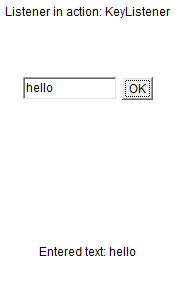 Listener in action: KeyListener
hello OK
Entered text: hello